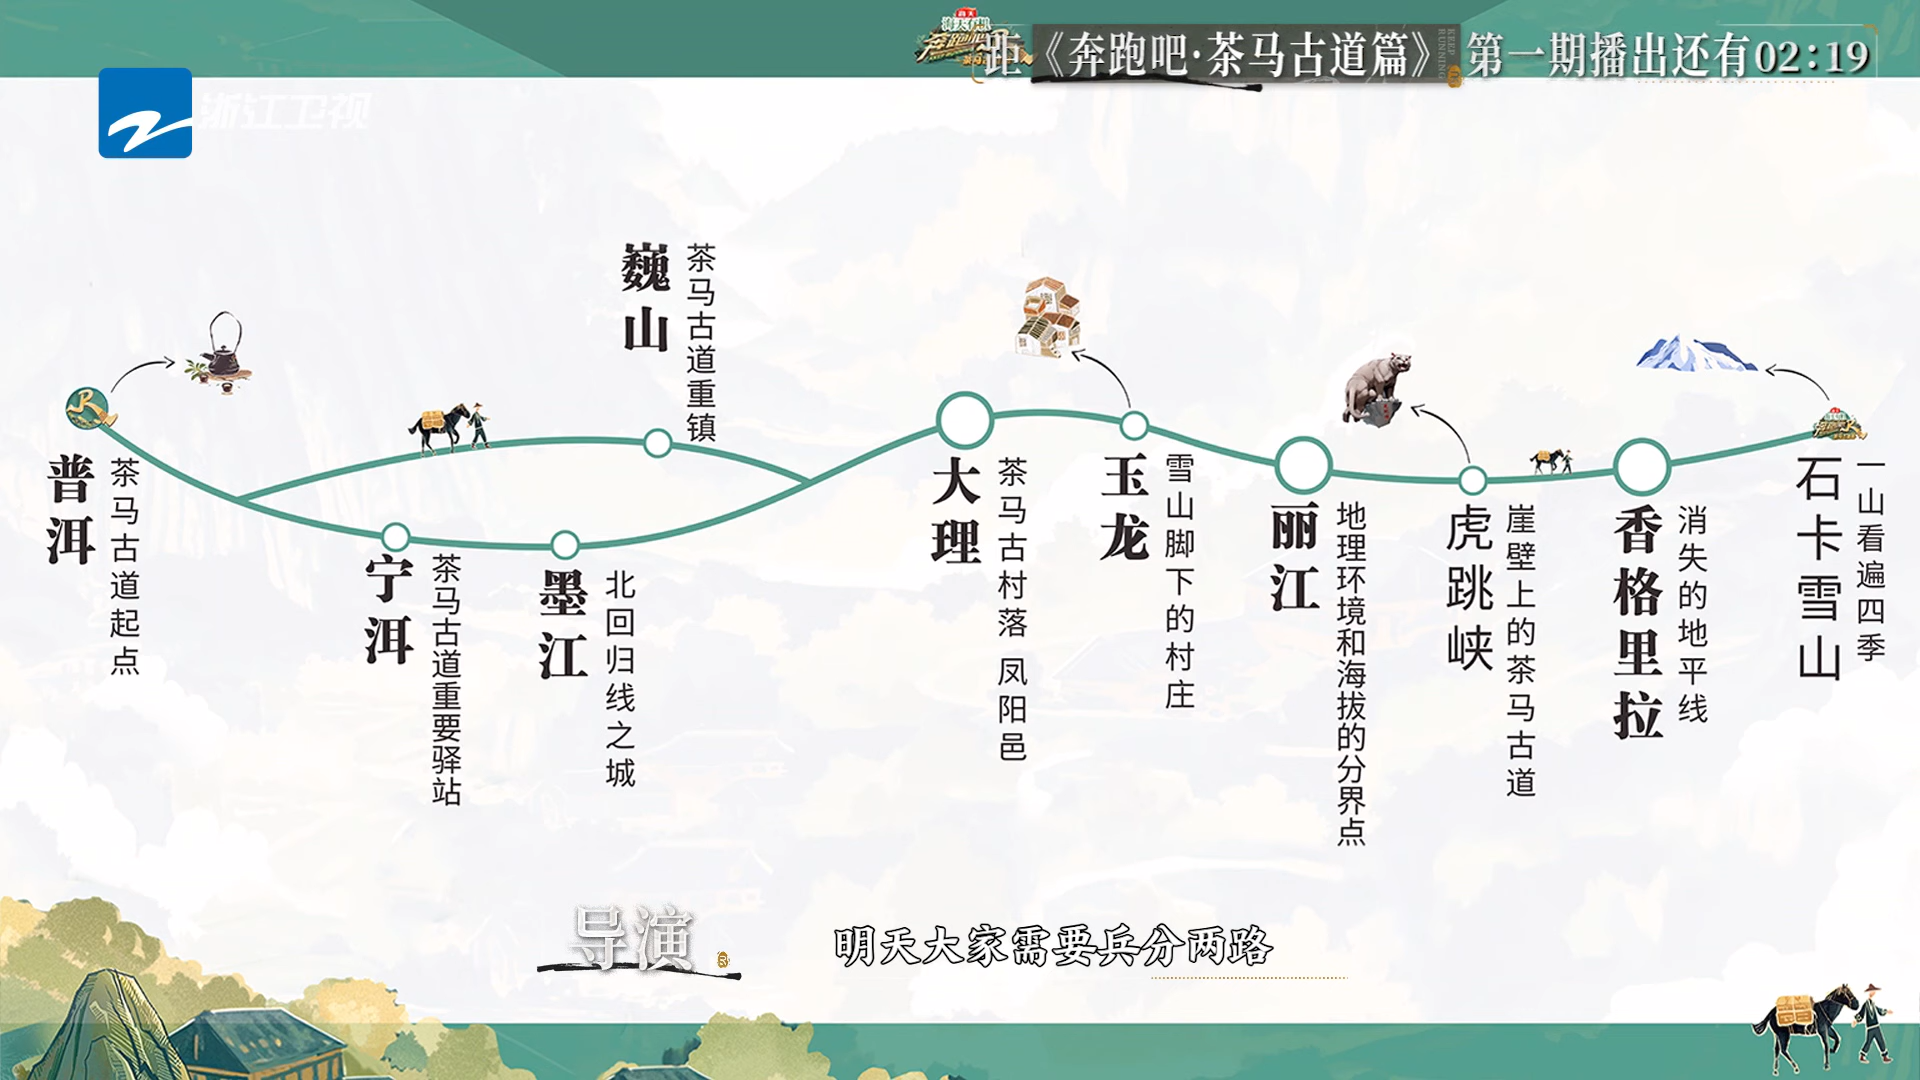 距《奔跑吧·茶马古道篇》第一期播出还有02:19
浙江卫视
普洱
茶马古道起点
宁洱
茶马古道重要驿站
墨江
北回归线之城
巍山
茶马古道重镇
大理
茶马古村落 凤阳邑
玉龙
雪山脚下的村庄
丽江
地理环境和海拔的分界点
虎跳峡
崖壁上的茶马古道
香格里拉
消失的地平线
石卡雪山
一山看遍四季
导演
明天大家需要兵分两路